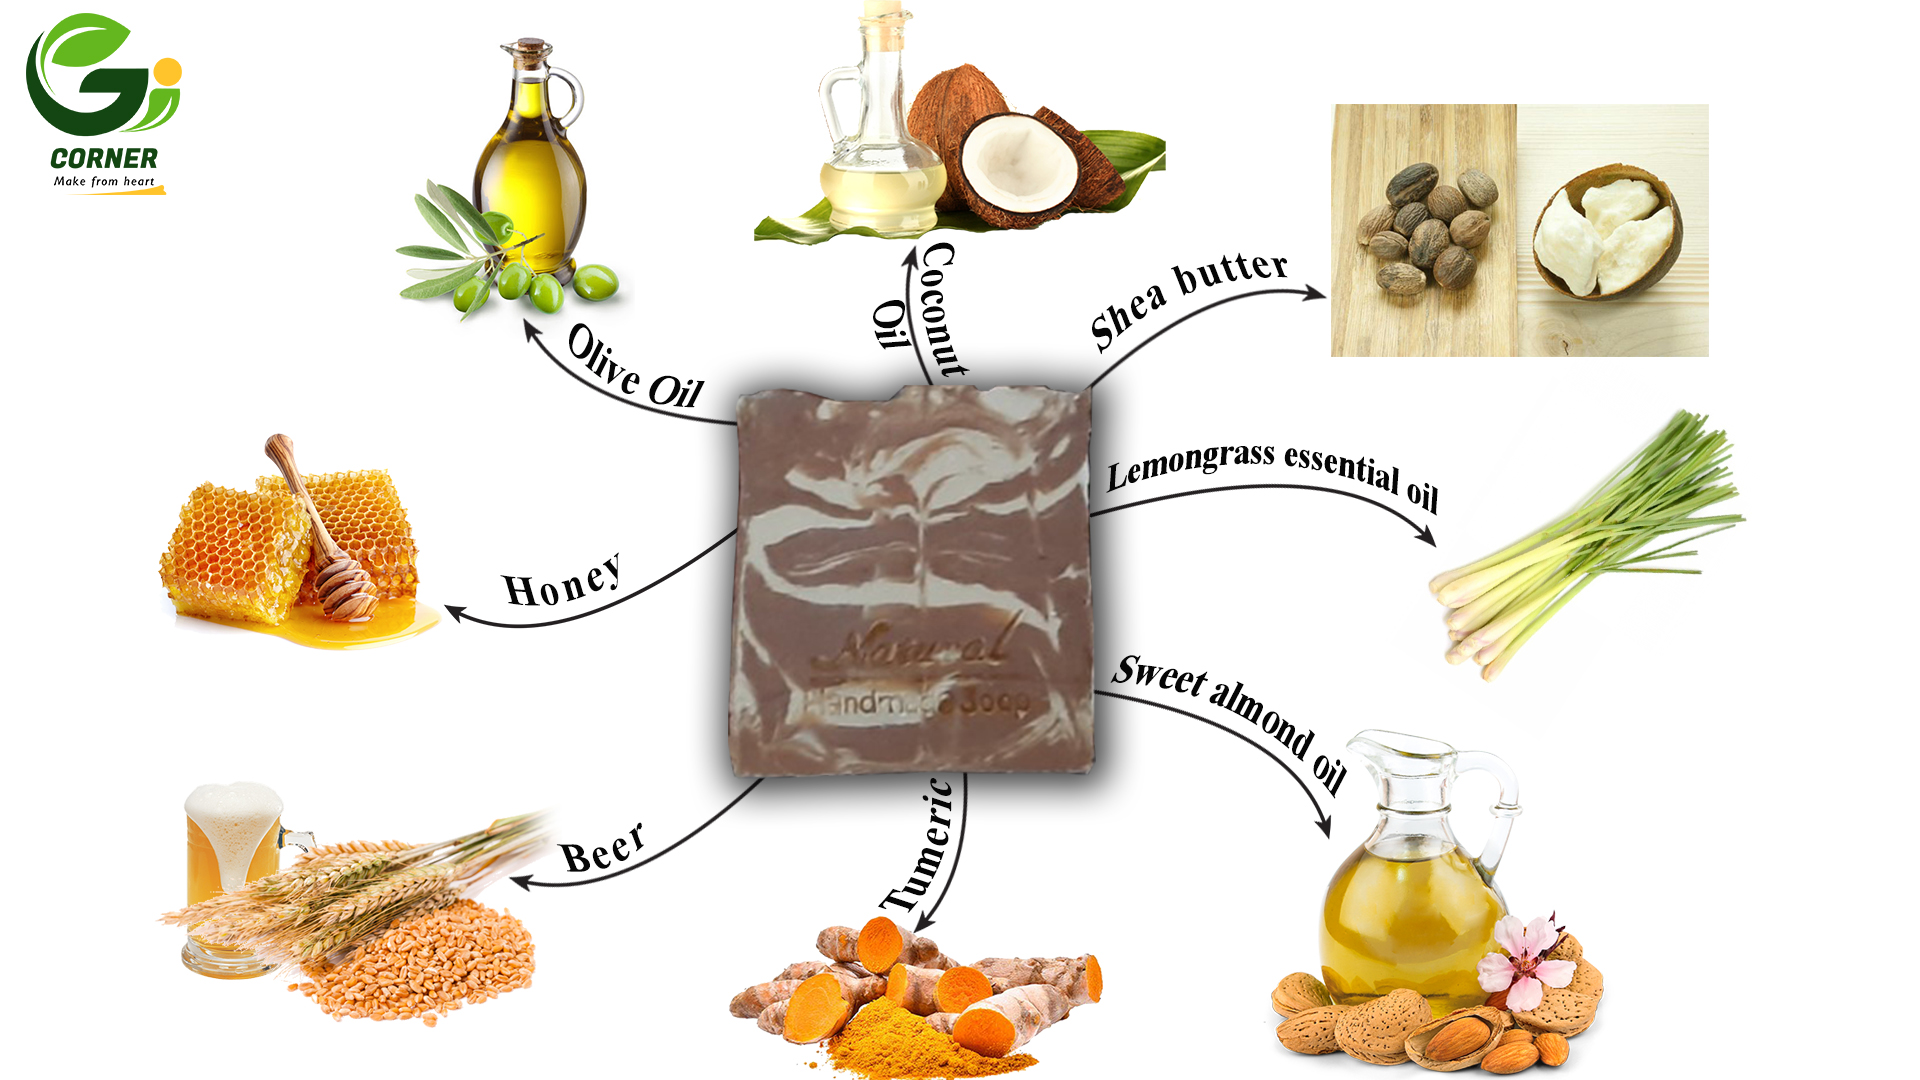 Gi
CORNER
Make from heart
Olive Oil
Coconut
Oil
Shea butter
Lemongrass essential oil
Honey
Sweet almond oil
Natural
Handmade Soap
Beer
Tumeric